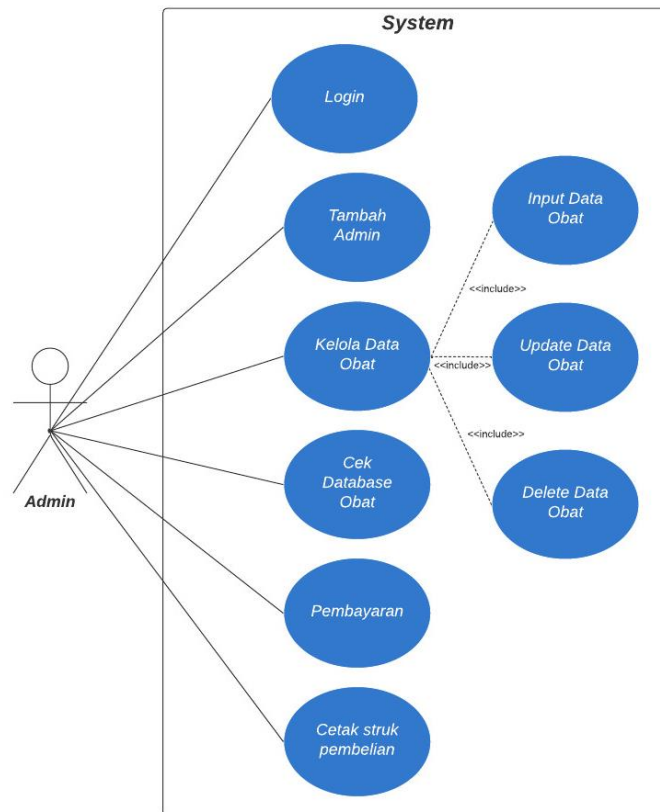 System
Login
Tambah
Admin
Kelola Data
Obat
Cek
Database
Obat
Pembayaran
Cetak struk
pembelian
Input Data
Obat
<<include>>
Update Data
Obat
<<include>>
<<include>>
Delete Data
Obat
Admin